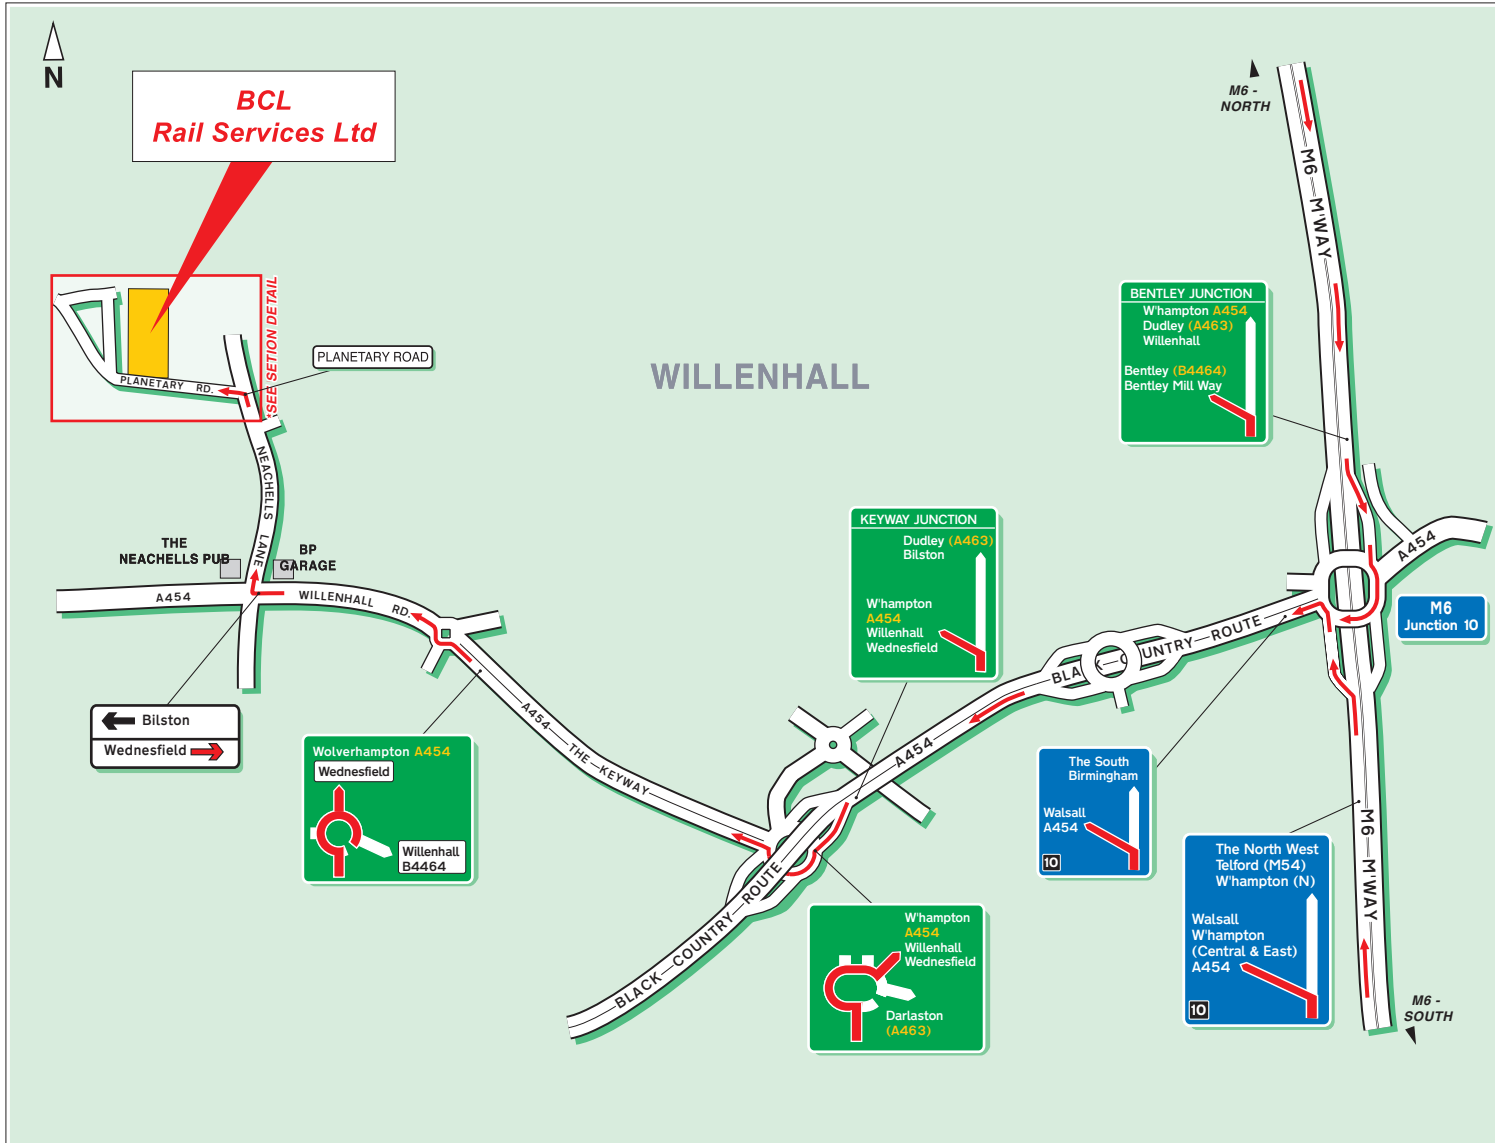 N
BCL
Rail Services Ltd
M6 -
NORTH
M6 M'WAY
*SEE SETION DETAIL
PLANETARY RD.
PLANETARY ROAD
WILLENHALL
BENTLEY JUNCTION
W'hampton A454
Dudley (A463)
Willenhall
Bentley (B4464)
Bentley Mill Way
NEACHELLS LANE
THE
NEACHELLS PUB
BP
GARAGE
A454
WILLENHALL RD.
KEYWAY JUNCTION
Dudley (A463)
Bilston
W'hampton
A454
Willenhall
Wednesfield
A454
M6
Junction 10
BLACK COUNTRY ROUTE
A454
Bilston
Wednesfield
A454 THE KEYWAY
Wolverhampton A454
Wednesfield
Willenhall
B4464
The South
Birmingham
Walsall
A454
10
The North West
Telford (M54)
W'hampton (N)
Walsall
W'hampton
(Central & East)
A454
10
M6 M'WAY
BLACK COUNTRY ROUTE
W'hampton
A454
Willenhall
Wednesfield
Darlaston
(A463)
M6 -
SOUTH